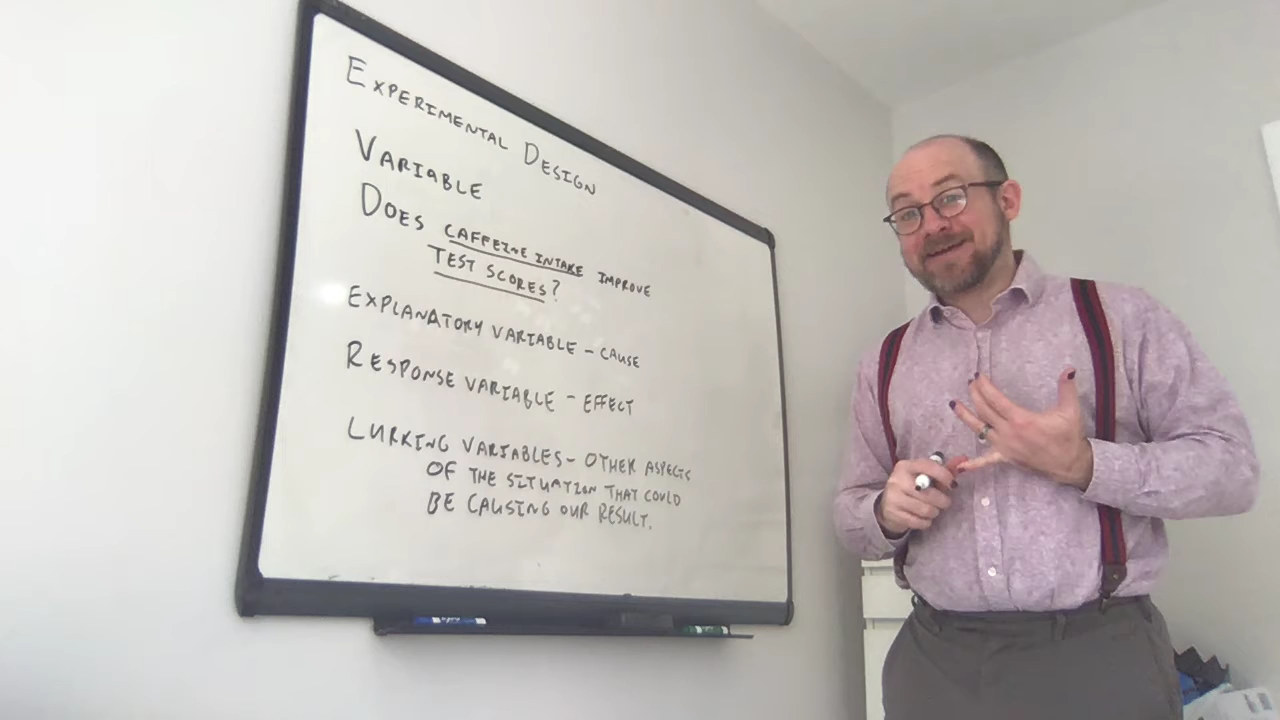 EXPERIMENTAL DESIGN
VARIABLE
DOES CAFFEINE INTAKE IMPROVE
TEST SCORES?
EXPLANATORY VARIABLE - CAUSE
RESPONSE VARIABLE - EFFECT
LURKING VARIABLES - OTHER ASPECTS
OF THE SITUATION THAT COULD
BE CAUSING OUR RESULT.